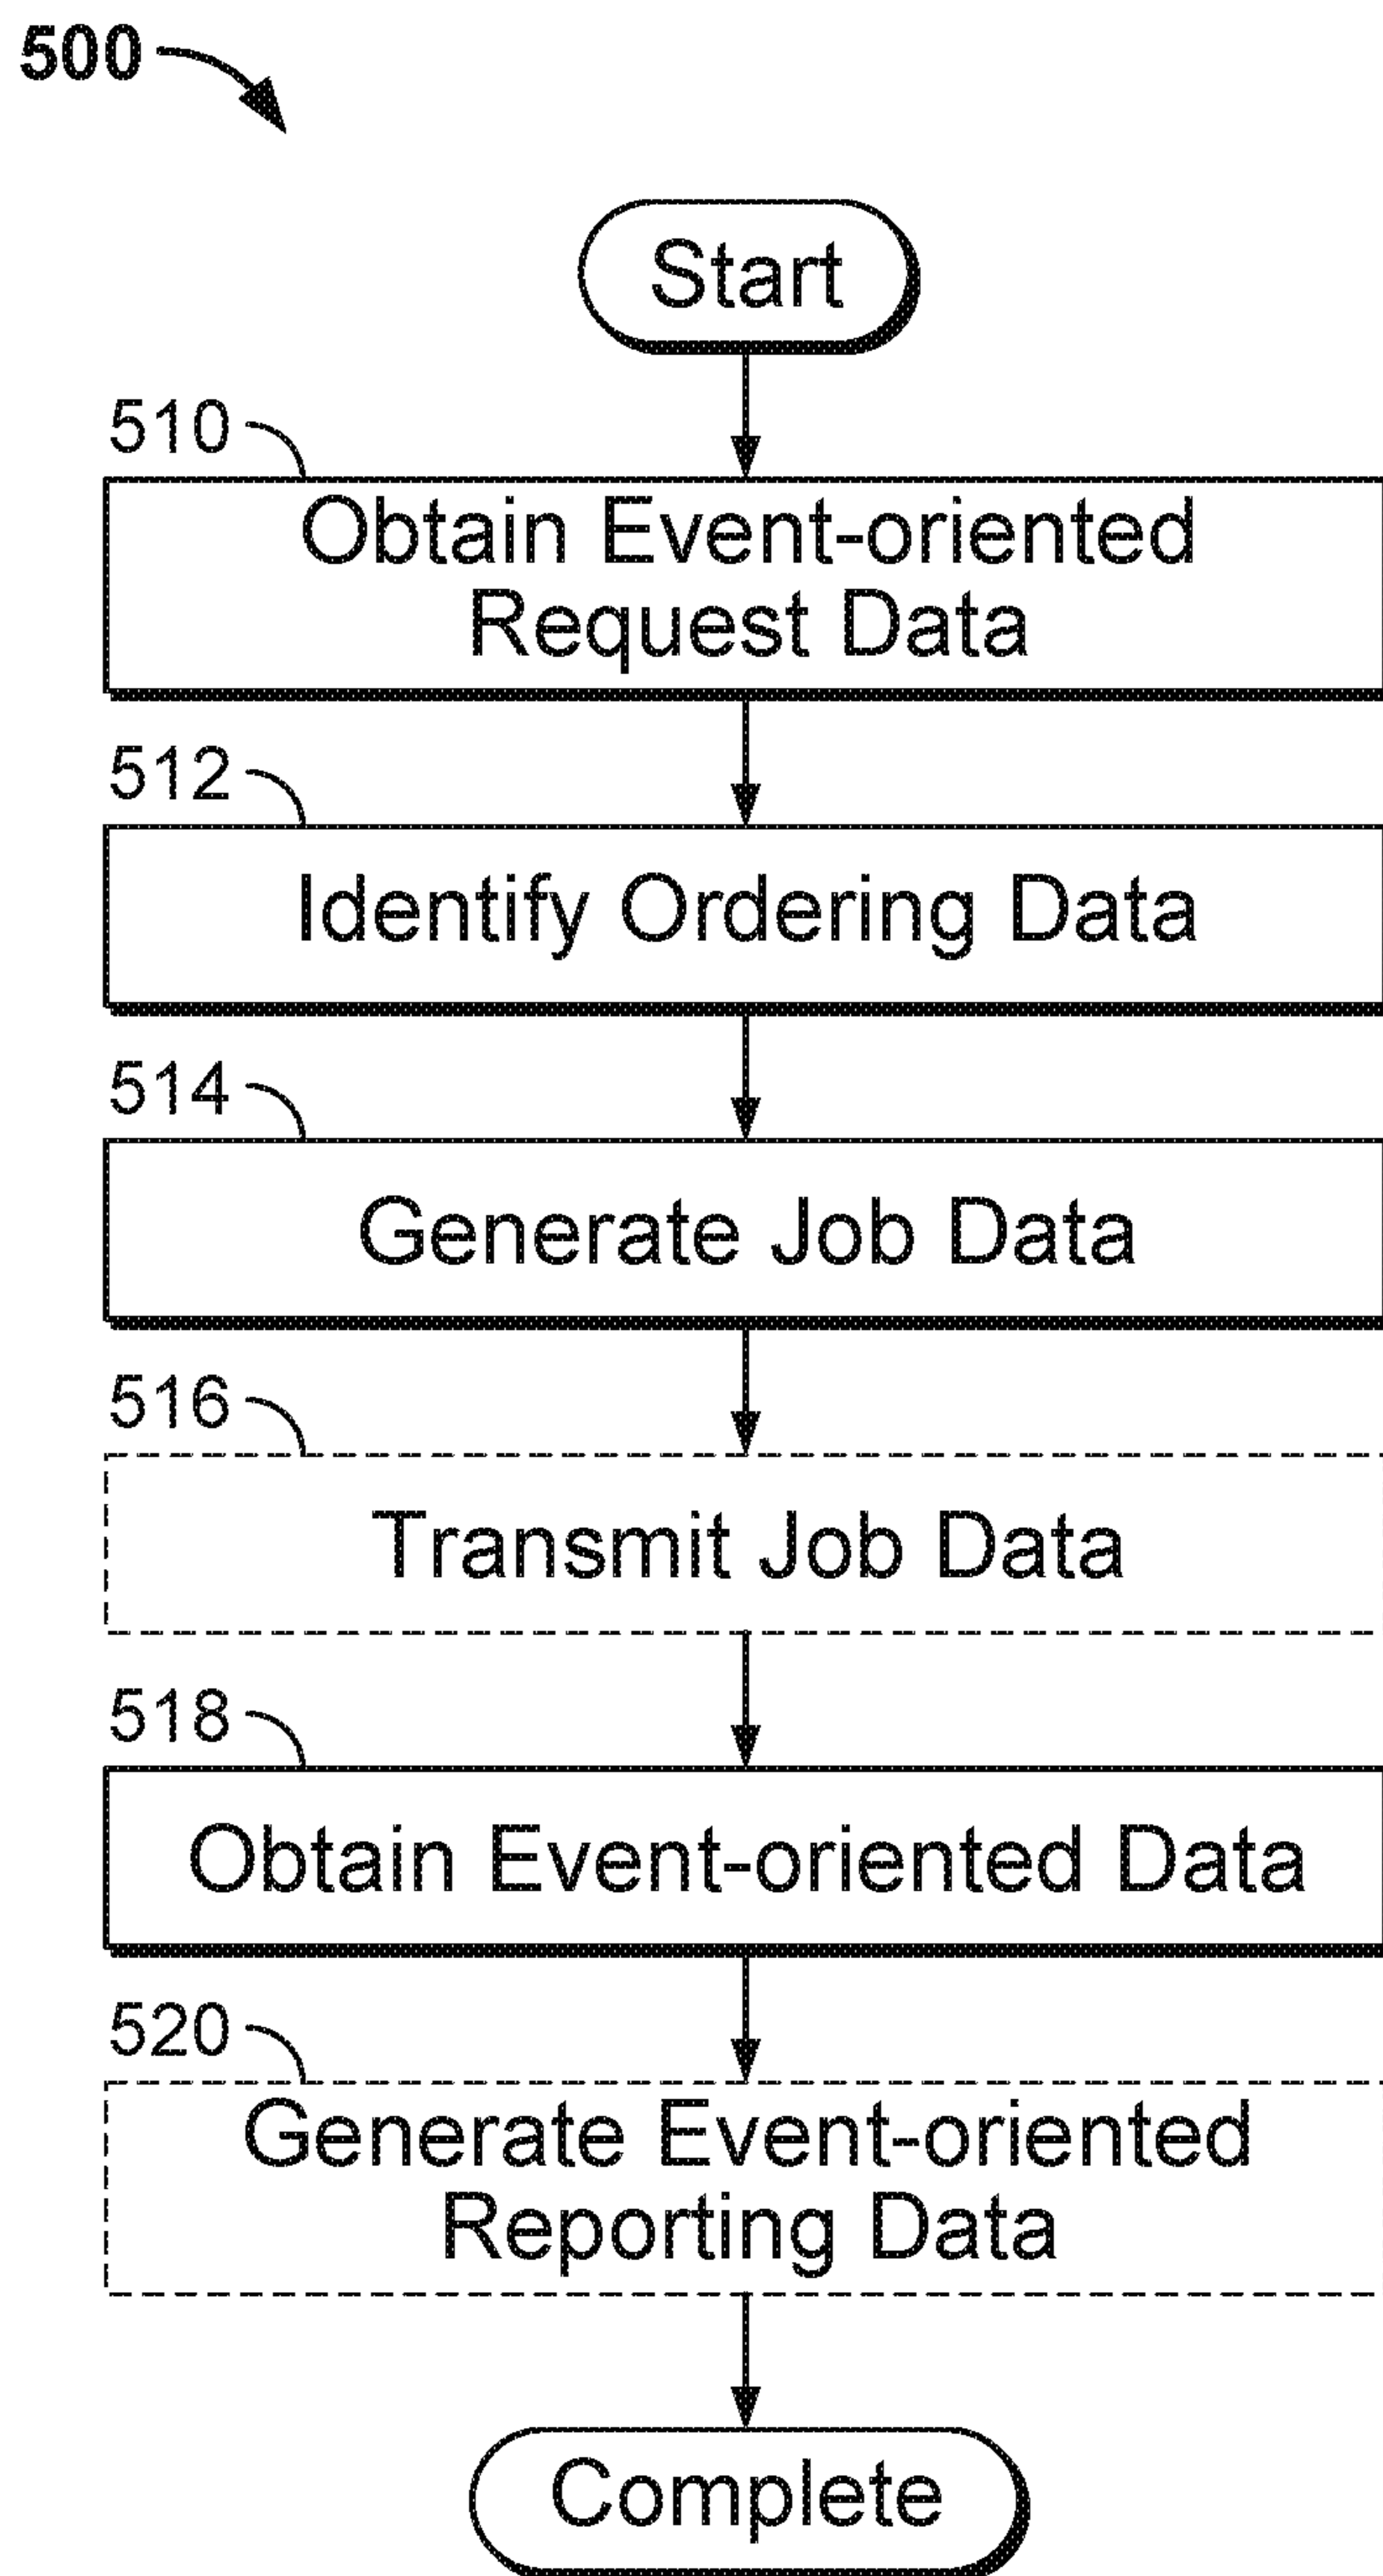 500
Start
510
Obtain Event-oriented
Request Data
512
Identify Ordering Data
514
Generate Job Data
516
Transmit Job Data
518
Obtain Event-oriented Data
520
Generate Event-oriented
Reporting Data
Complete